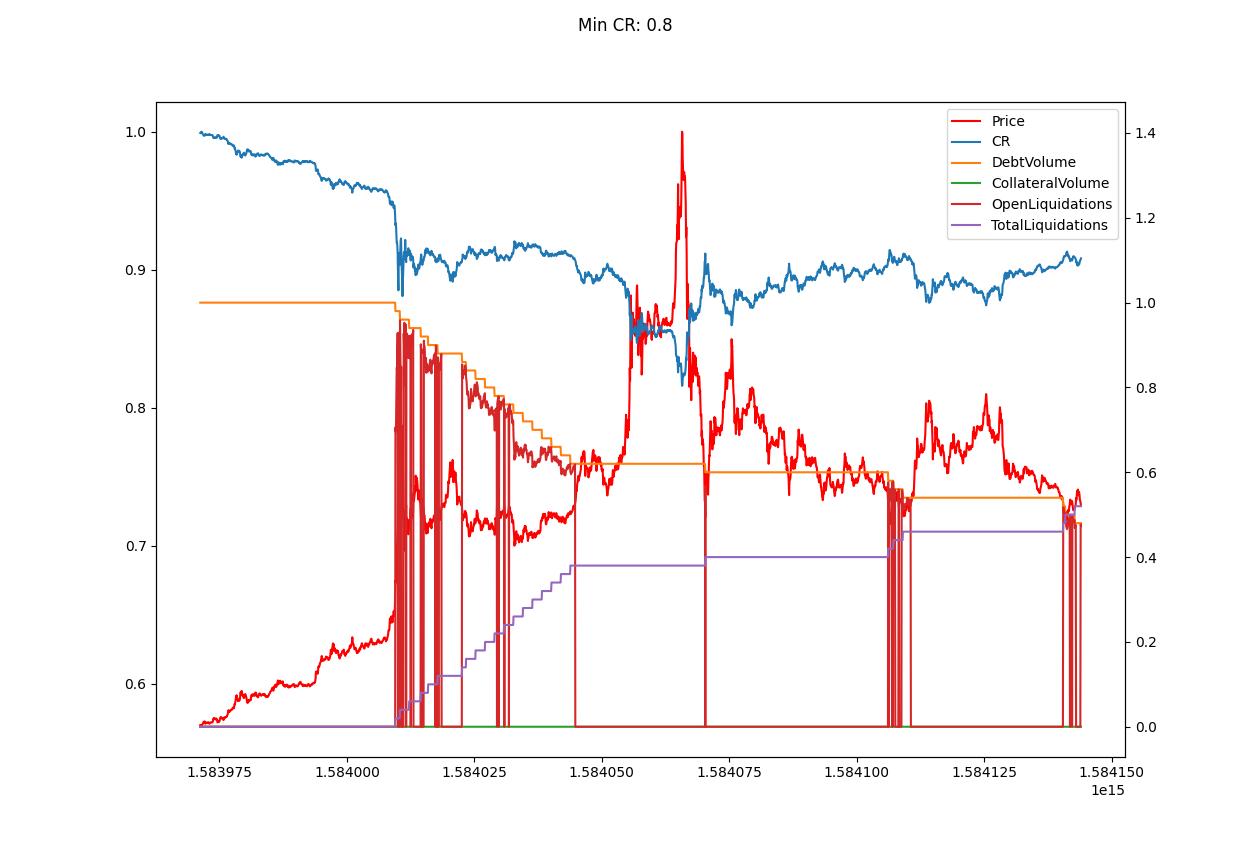 Min CR: 0.8
Price
CR
DebtVolume
CollateralVolume
OpenLiquidations
TotalLiquidations
1.0
0.9
0.8
0.7
0.6
1.4
1.2
1.0
0.8
0.6
0.4
0.2
0.0
1.583975 1.584000 1.584025 1.584050 1.584075 1.584100 1.584125 1.584150
1e15